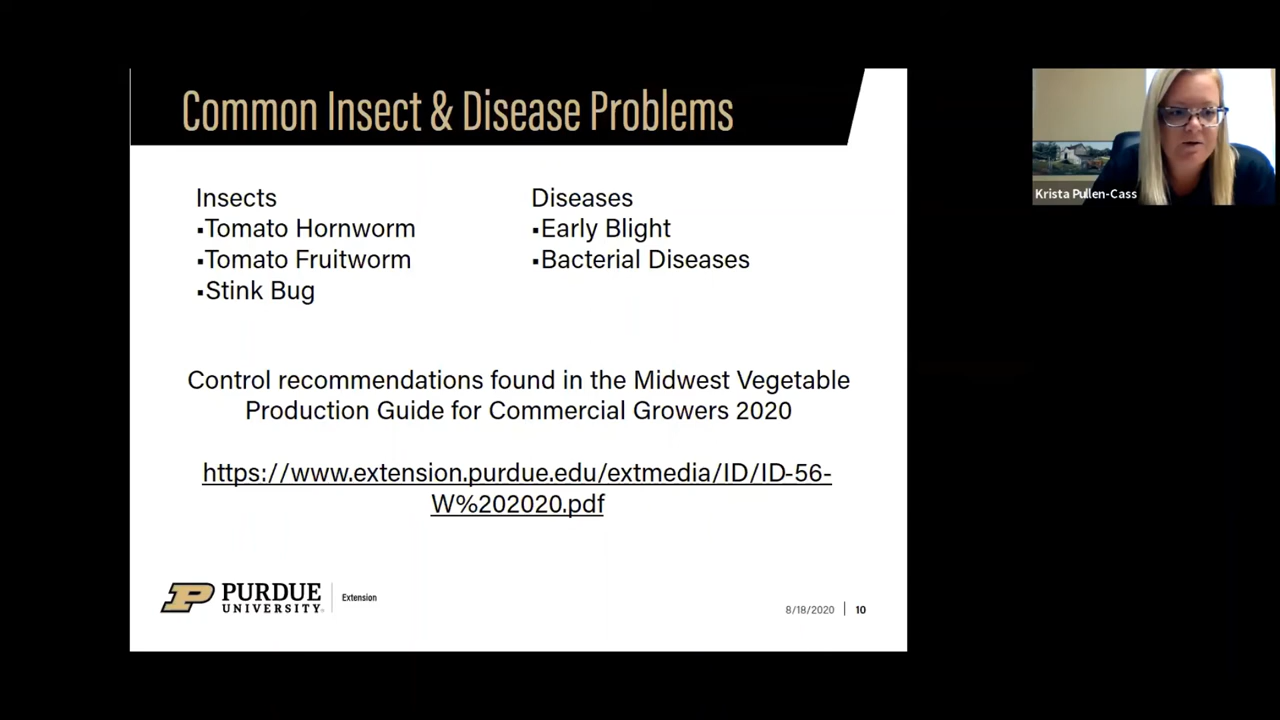 Common Insect & Disease Problems
Insects
▪Tomato Hornworm
▪Tomato Fruitworm
▪Stink Bug
Diseases
▪Early Blight
▪Bacterial Diseases
Control recommendations found in the Midwest Vegetable
Production Guide for Commercial Growers 2020
https://www.extension.purdue.edu/extmedia/ID/ID-56-
W%202020.pdf
PURDUE
UNIVERSITY
Extension
8/18/2020
10
Krista Pullen-Cass